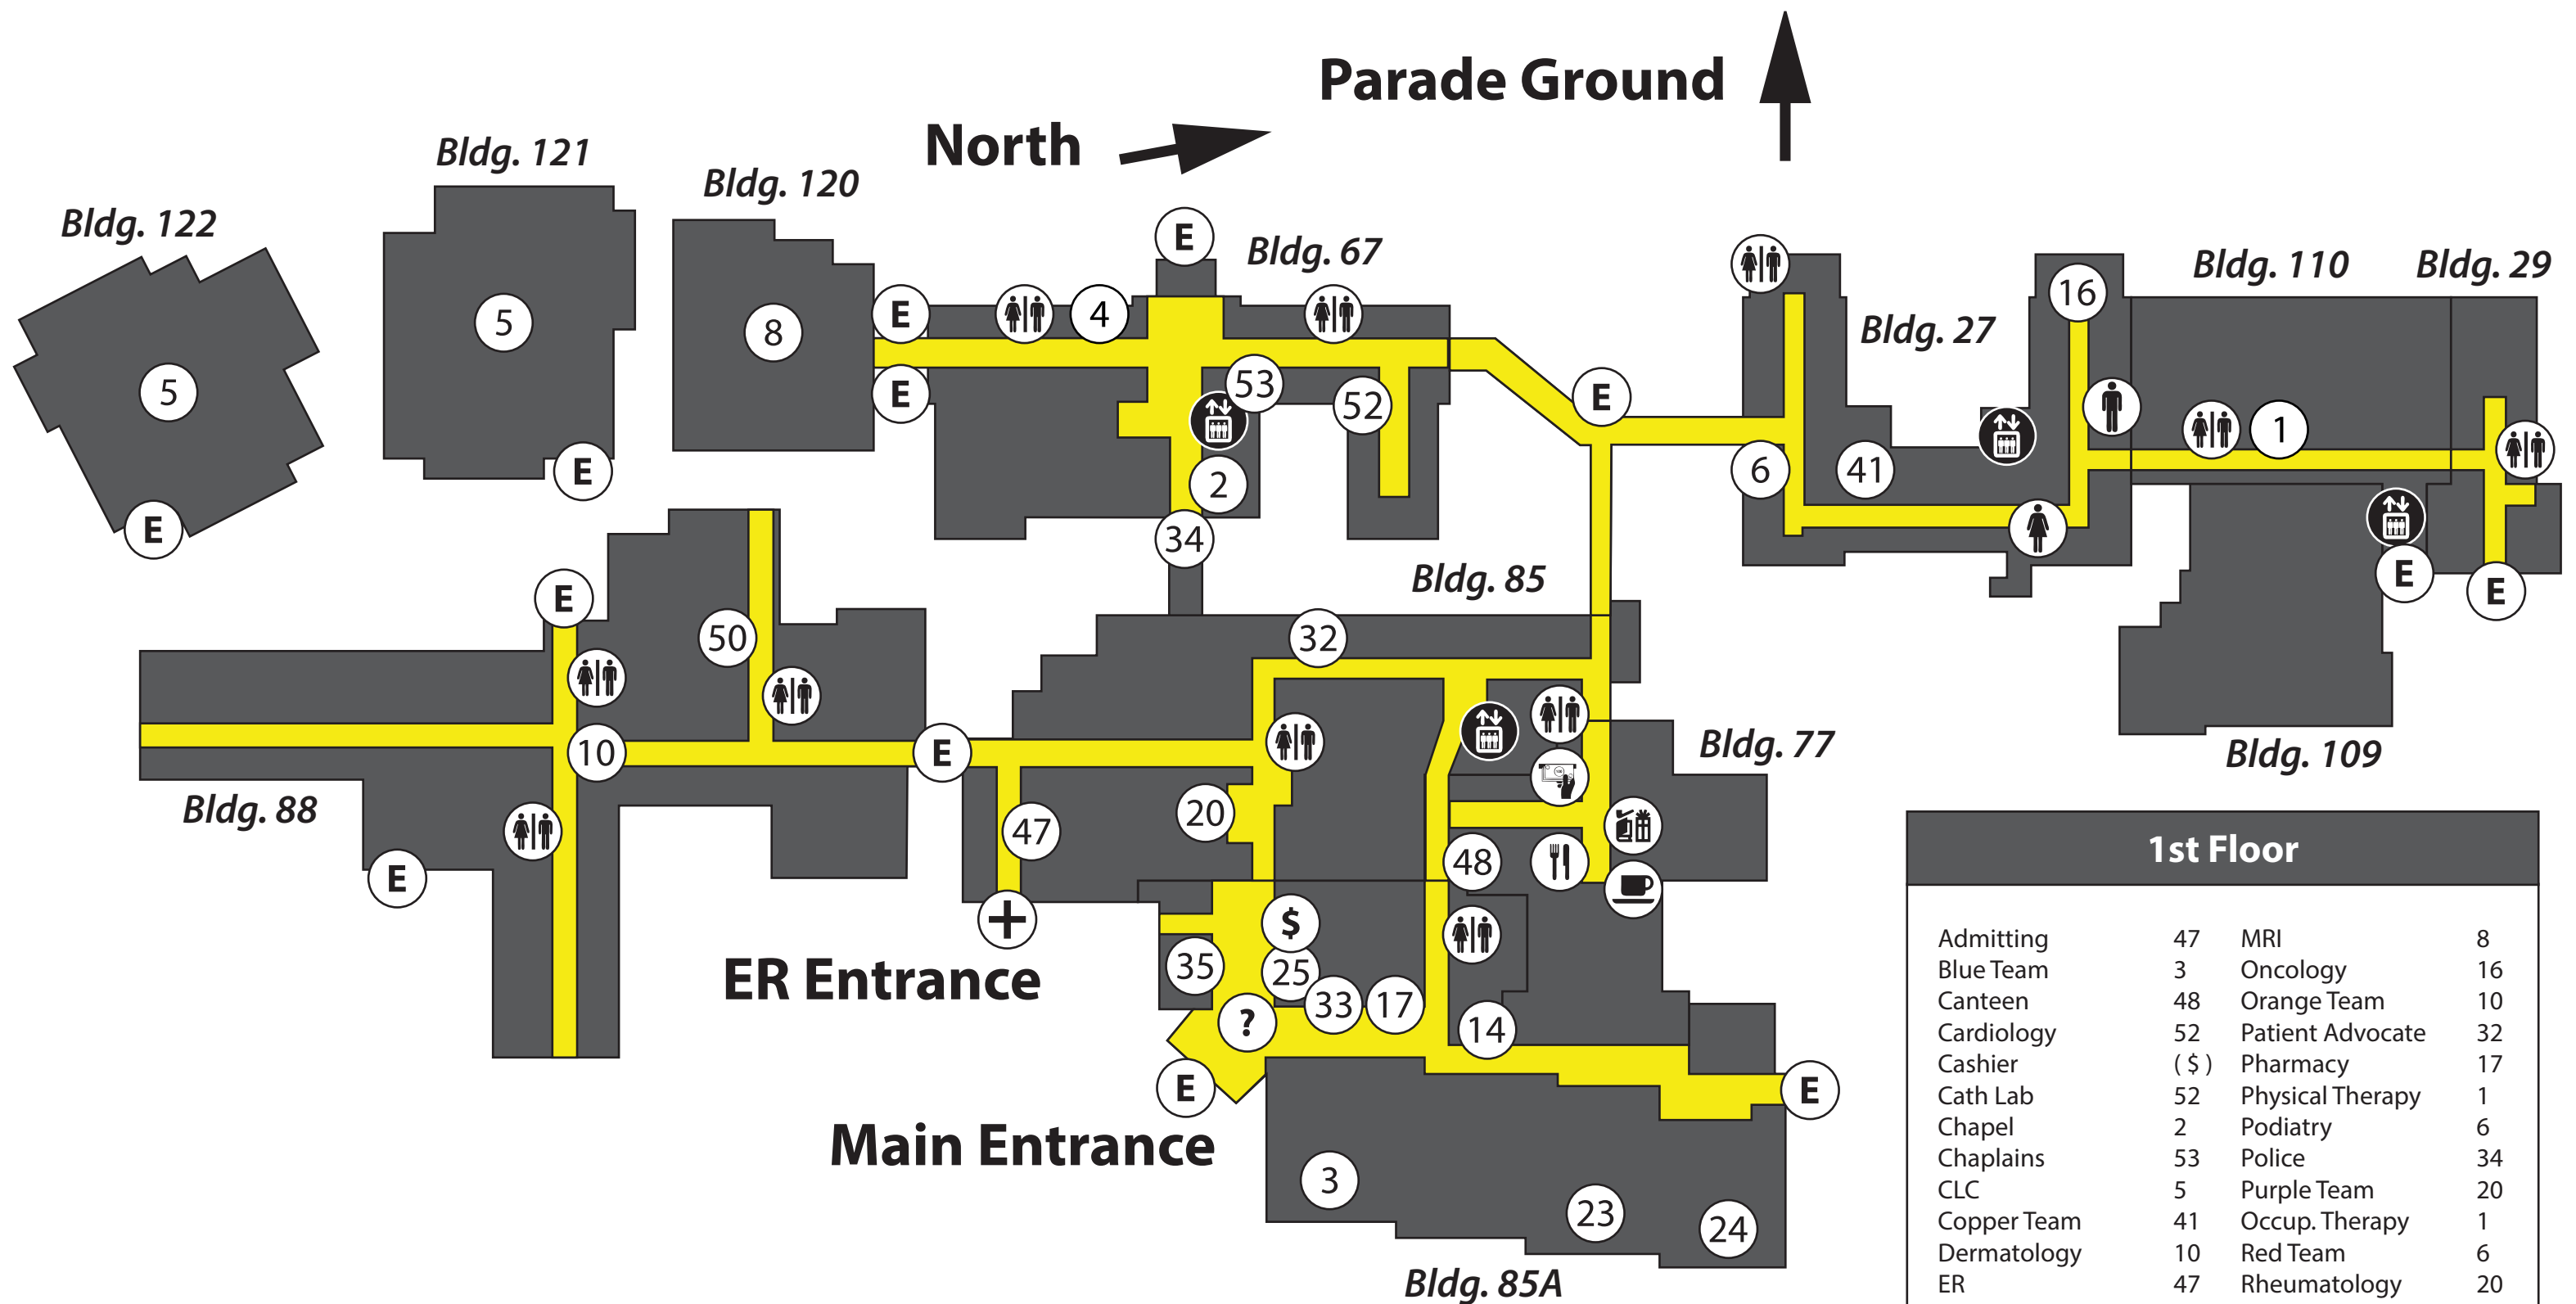 Parade Ground
North
Bldg. 121
Bldg. 120
Bldg. 122
Bldg. 67
Bldg. 110
Bldg. 29
Bldg. 27
E
16
E
4
8
5
5
E
53
52
E
1
6
41
2
E
E
34
Bldg. 85
E
E
E
50
32
10
E
Bldg. 77
Bldg. 109
Bldg. 88
20
47
48
E
$
35
25
33
17
14
?
ER Entrance
E
E
Main Entrance
3
23
24
Bldg. 85A
1st Floor
Admitting 47 MRI 8
Blue Team 3 Oncology 16
Canteen 48 Orange Team 10
Cardiology 52 Patient Advocate 32
Cashier ( $ ) Pharmacy 17
Cath Lab 52 Physical Therapy 1
Chapel 2 Podiatry 6
Chaplains 53 Police 34
CLC 5 Purple Team 20
Copper Team 41 Occup. Therapy 1
Dermatology 10 Red Team 6
ER 47 Rheumatology 20